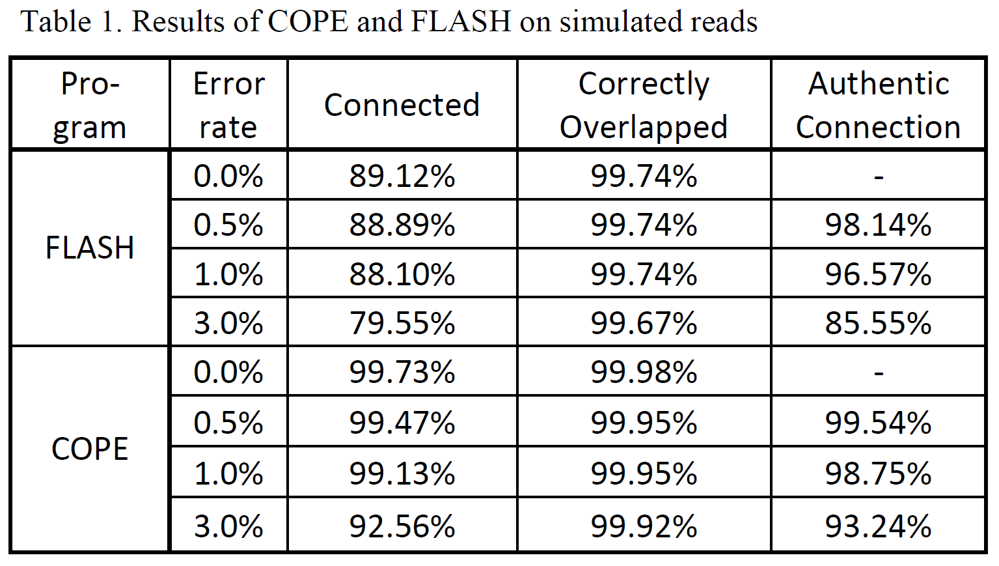 Table 1. Results of COPE and FLASH on simulated reads
Pro-
gram
Error
rate
Connected
Correctly
Overlapped
Authentic
Connection
FLASH
0.0% 89.12% 99.74% -
0.5% 88.89% 99.74% 98.14%
1.0% 88.10% 99.74% 96.57%
3.0% 79.55% 99.67% 85.55%
COPE
0.0% 99.73% 99.98% -
0.5% 99.47% 99.95% 99.54%
1.0% 99.13% 99.95% 98.75%
3.0% 92.56% 99.92% 93.24%